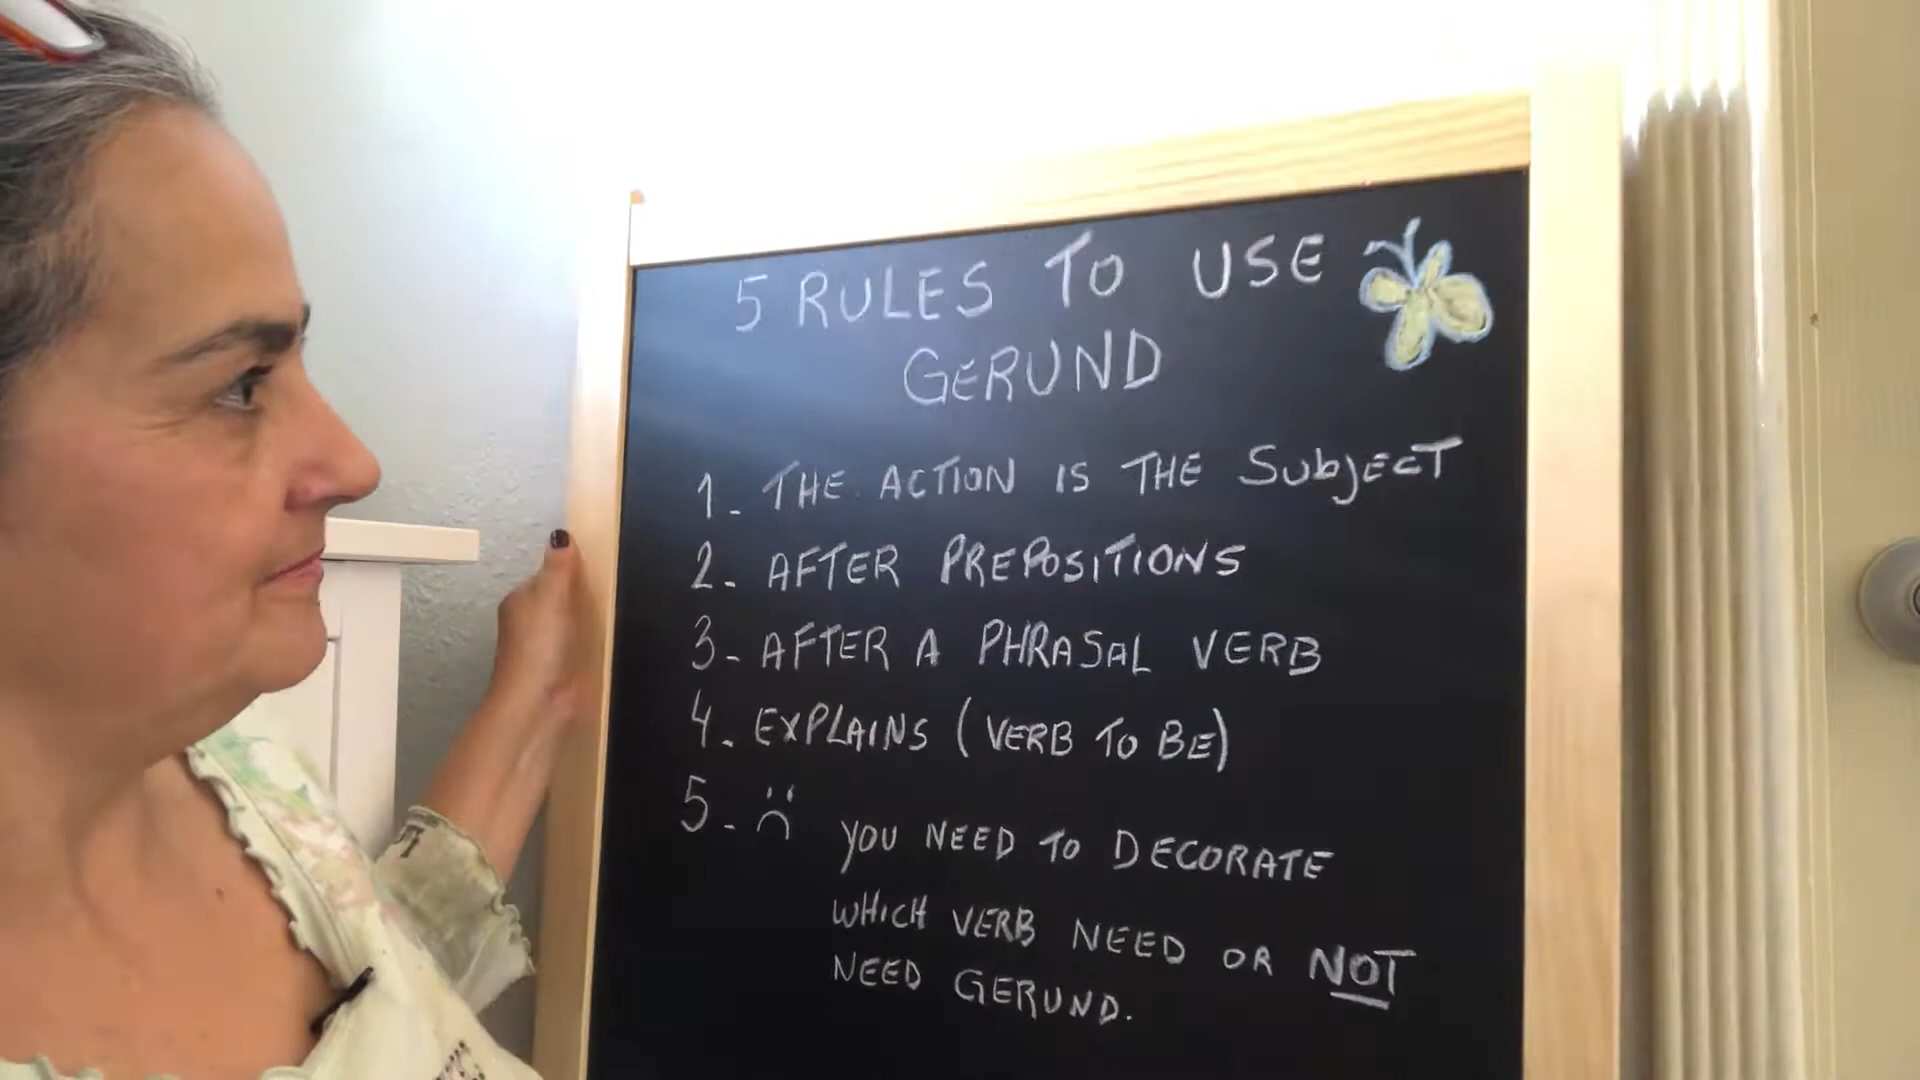 5 RULES TO USE
GERUND
1- THE ACTION IS THE SUbJECT
2- AFTER PREPOSITIONS
3- AFTER A PHRASAL VERB
4- EXPLAINS (VERB TO BE)
5- YOU NEED TO DECORATE
WHICH VERB NEED OR NOT
NEED GERUND.